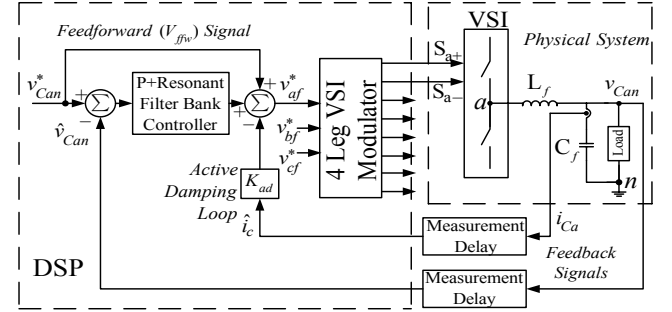 Feedforward (V_ffw) Signal
VSI
Physical System
v*_Can
P+Resonant
Filter Bank
Controller
v̂_Can
+
Σ
−
+
+
Σ
−
v*_af
v*_bf
v*_cf
4 Leg VSI
Modulator
S_a+
S_a−
a
L_f
v_Can
C_f
Load
n
Active
Damping
Loop
K_ad
î_c
i_Ca
Measurement
Delay
Feedback
Signals
DSP
Measurement
Delay